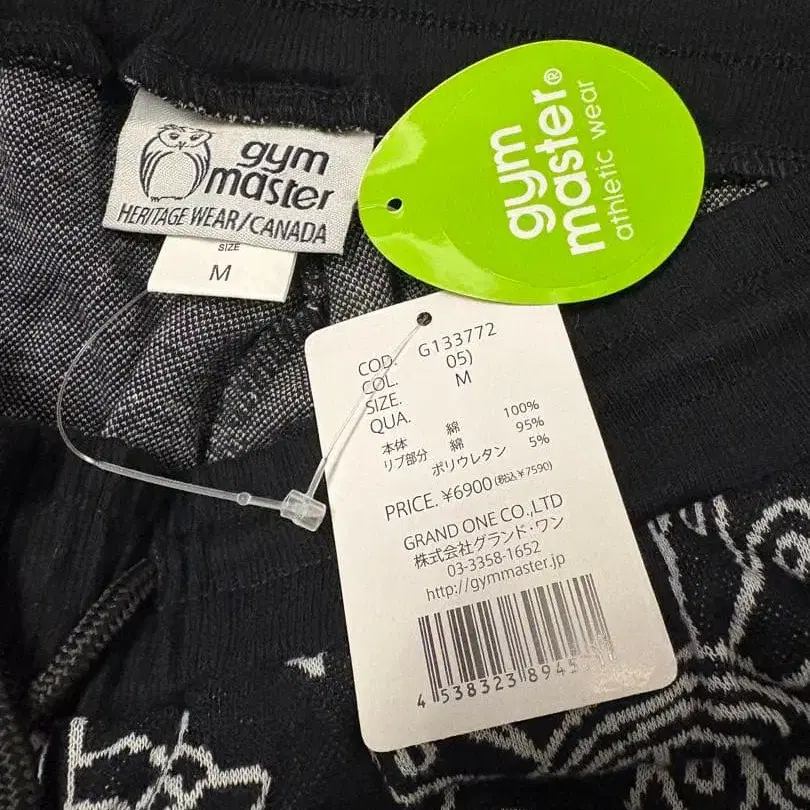 gym
master
HERITAGE WEAR/CANADA
SIZE
M
gym
master®
athletic wear
COD. G133772
COL. 05)
SIZE. M
QUA.
本体 綿 100%
リブ部分 綿 95%
ポリウレタン 5%
PRICE. ¥6900(税込¥7590)
GRAND ONE CO.,LTD
株式会社グランド・ワン
03-3358-1652
http://gymmaster.jp
4 538323 8945